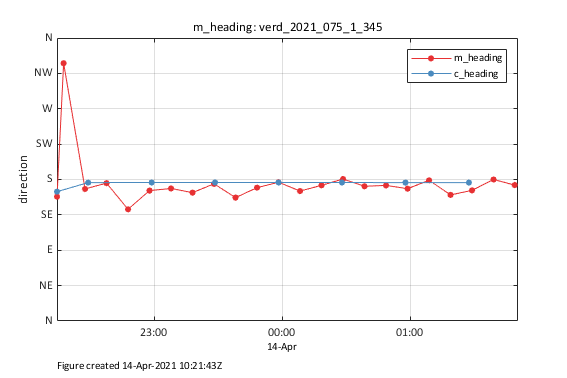 m_heading: verd_2021_075_1_345
m_heading
c_heading
direction
N
NW
W
SW
S
SE
E
NE
N
23:00
00:00
01:00
14-Apr
Figure created 14-Apr-2021 10:21:43Z